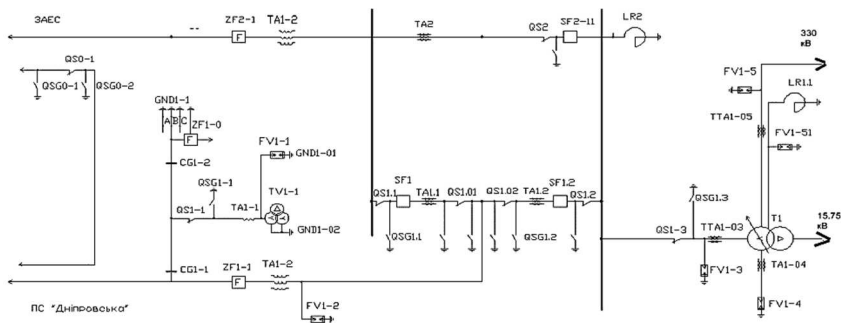 ЗАЕС
ZF2-1
TA1-2
TA2
QS2
SF2-11
LR2
330
кВ
F
QS0-1
QSG0-1
QSG0-2
FV1-5
LR1.1
GND1-1
A B C
ZF1-0
F
TTA1-05
FV1-1
GND1-01
FV1-51
CG1-2
QSG1-1
TV1-1
QS1-1
TA1-1
GND1-02
QS1.1
SF1
TA1.1
QS1.01
QS1.02
TA1.2
SF1.2
QS1.2
QSG1.3
QSG1.1
QSG1.2
QS1-3
TTA1-03
T1
15.75
кВ
CG1-1
ZF1-1
TA1-2
F
FV1-3
TA1-04
FV1-2
FV1-4
ПС "Дніпровська"